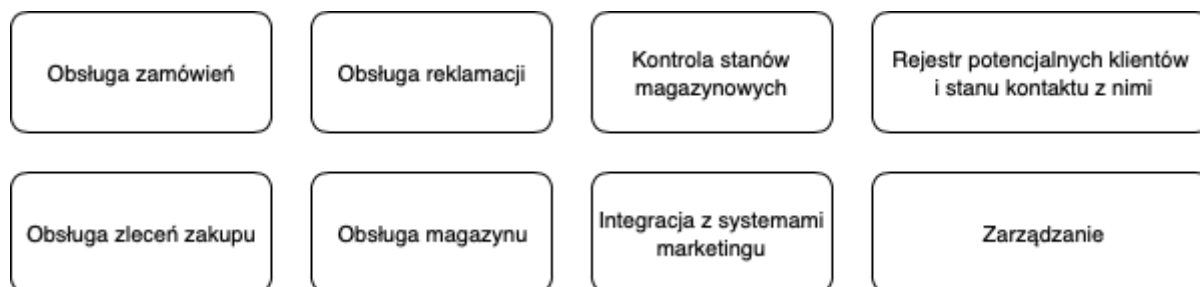 Obsługa zamówień
Obsługa reklamacji
Kontrola stanów
magazynowych
Rejestr potencjalnych klientów
i stanu kontaktu z nimi
Obsługa zleceń zakupu
Obsługa magazynu
Integracja z systemami
marketingu
Zarządzanie